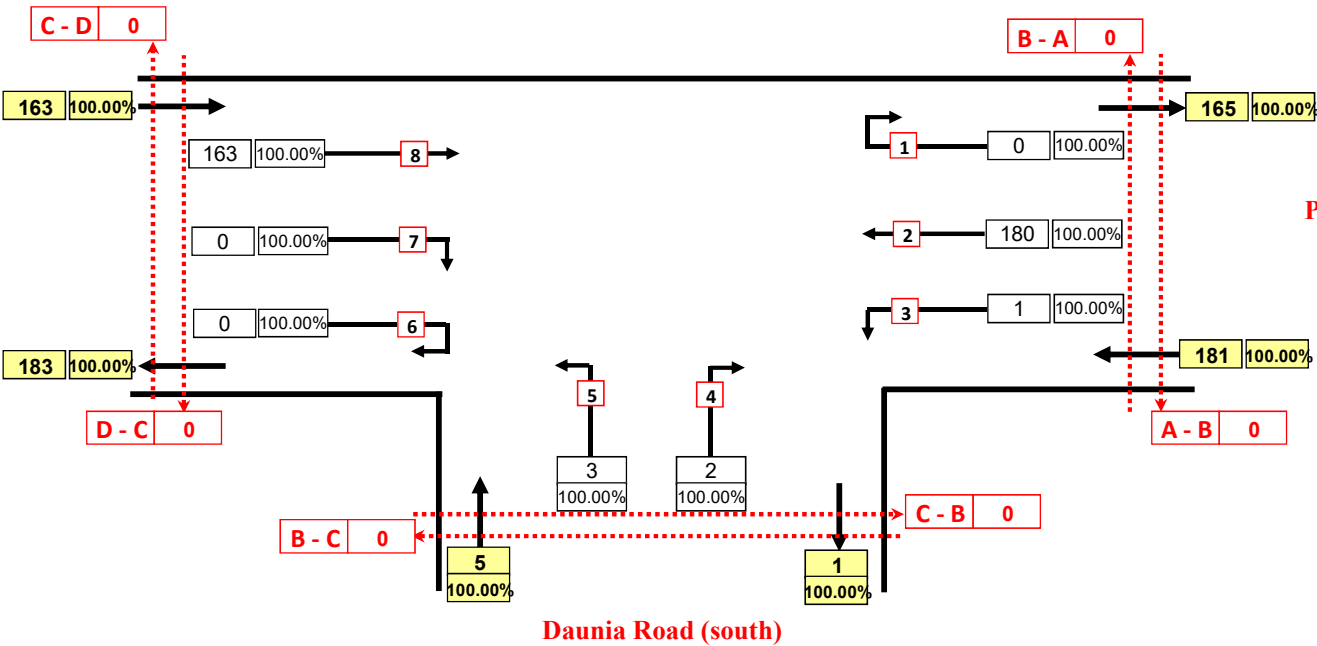 C - D 0
B - A 0
163 100.00%
165 100.00%
163 100.00% 8
1 0 100.00%
P
0 100.00% 7
2 180 100.00%
0 100.00% 6
3 1 100.00%
183 100.00%
181 100.00%
5
4
D - C 0
A - B 0
3
100.00%
2
100.00%
C - B 0
B - C 0
5
100.00%
1
100.00%
Daunia Road (south)